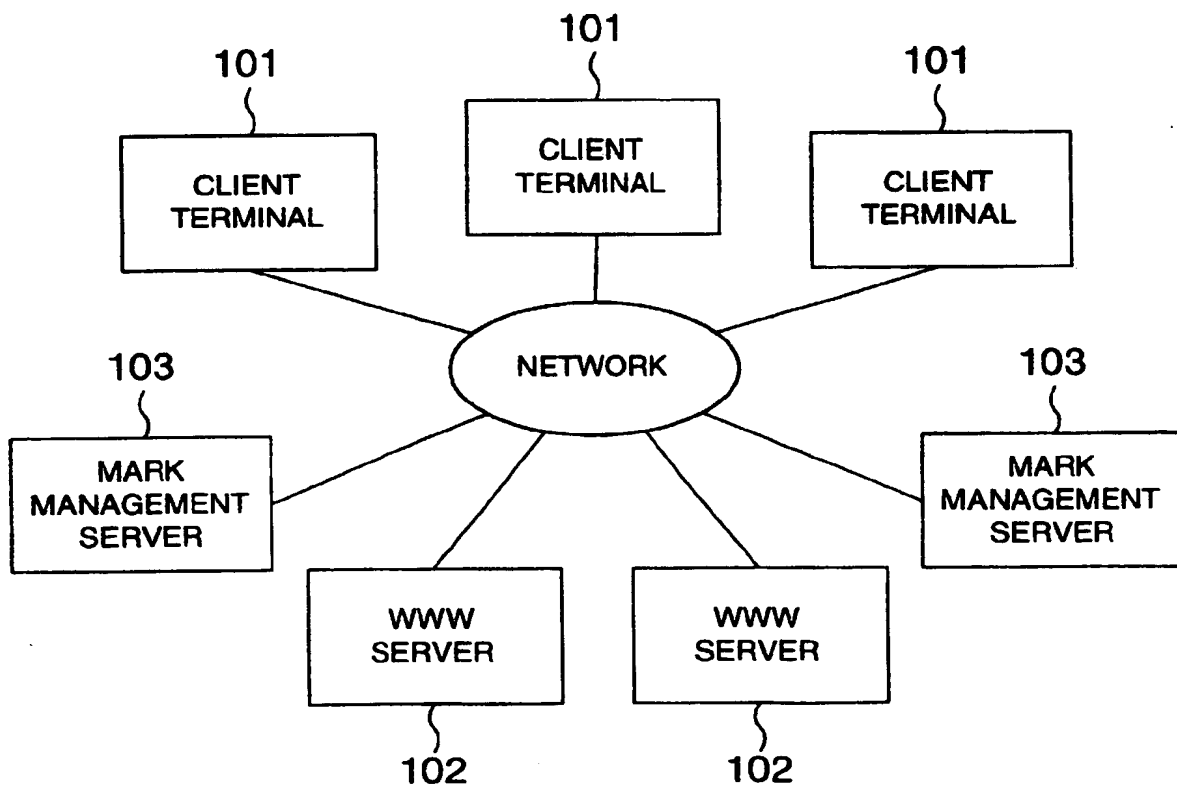 101
101
101
CLIENT
TERMINAL
CLIENT
TERMINAL
CLIENT
TERMINAL
NETWORK
103
103
MARK
MANAGEMENT
SERVER
MARK
MANAGEMENT
SERVER
WWW
SERVER
WWW
SERVER
102
102